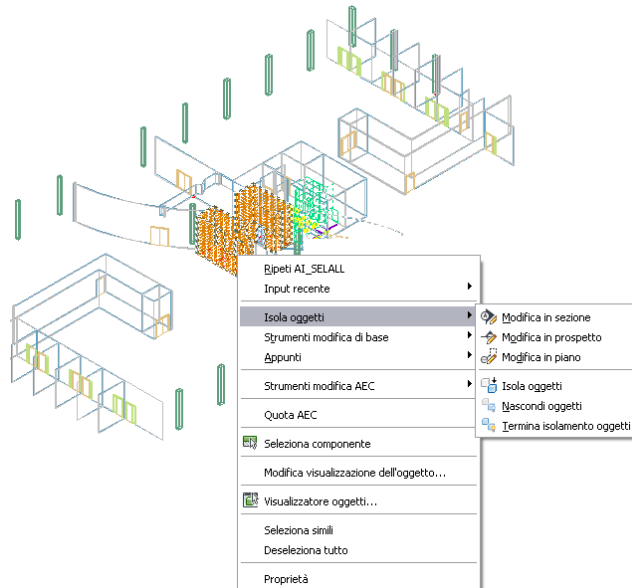 Ripeti AI_SELALL
Input recente
Isola oggetti
Strumenti modifica di base
Appunti
Strumenti modifica AEC
Quota AEC
Seleziona componente
Modifica visualizzazione dell'oggetto...
Visualizzatore oggetti...
Seleziona simili
Deseleziona tutto
Proprietà
Modifica in sezione
Modifica in prospetto
Modifica in piano
Isola oggetti
Nascondi oggetti
Termina isolamento oggetti